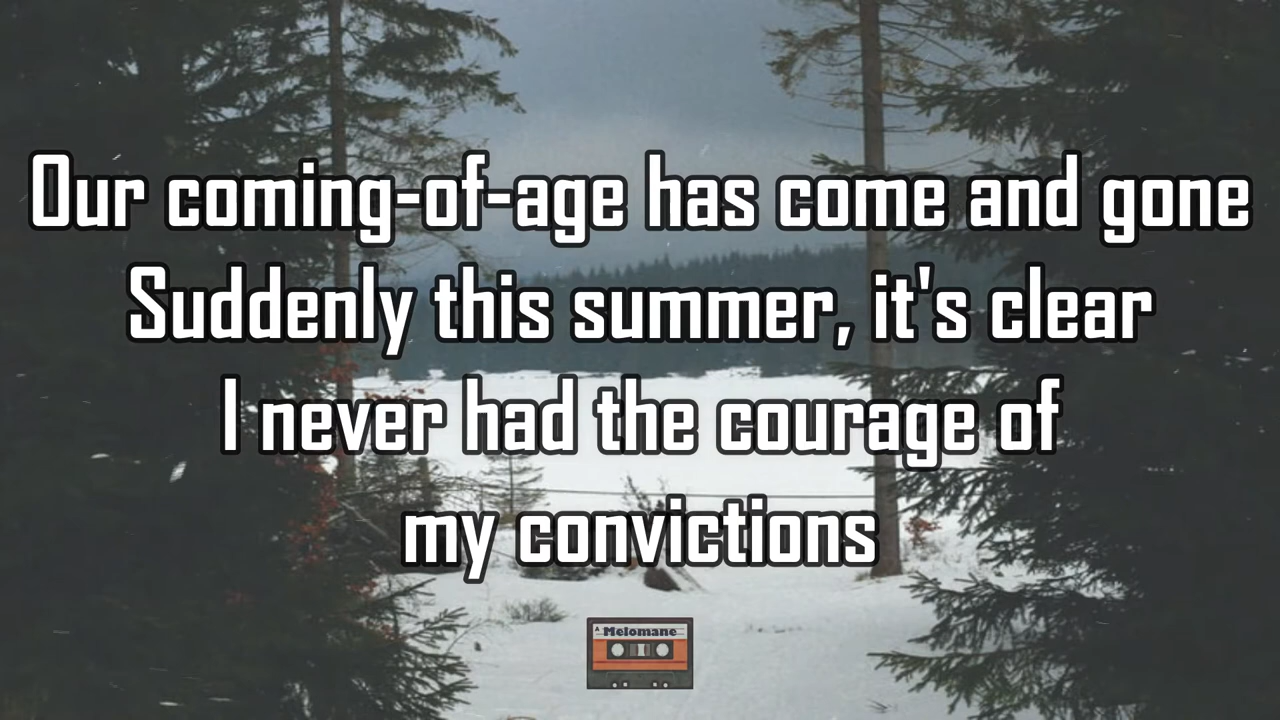 Our coming-of-age has come and gone
Suddenly this summer, it's clear
I never had the courage of
my convictions
A Melomane